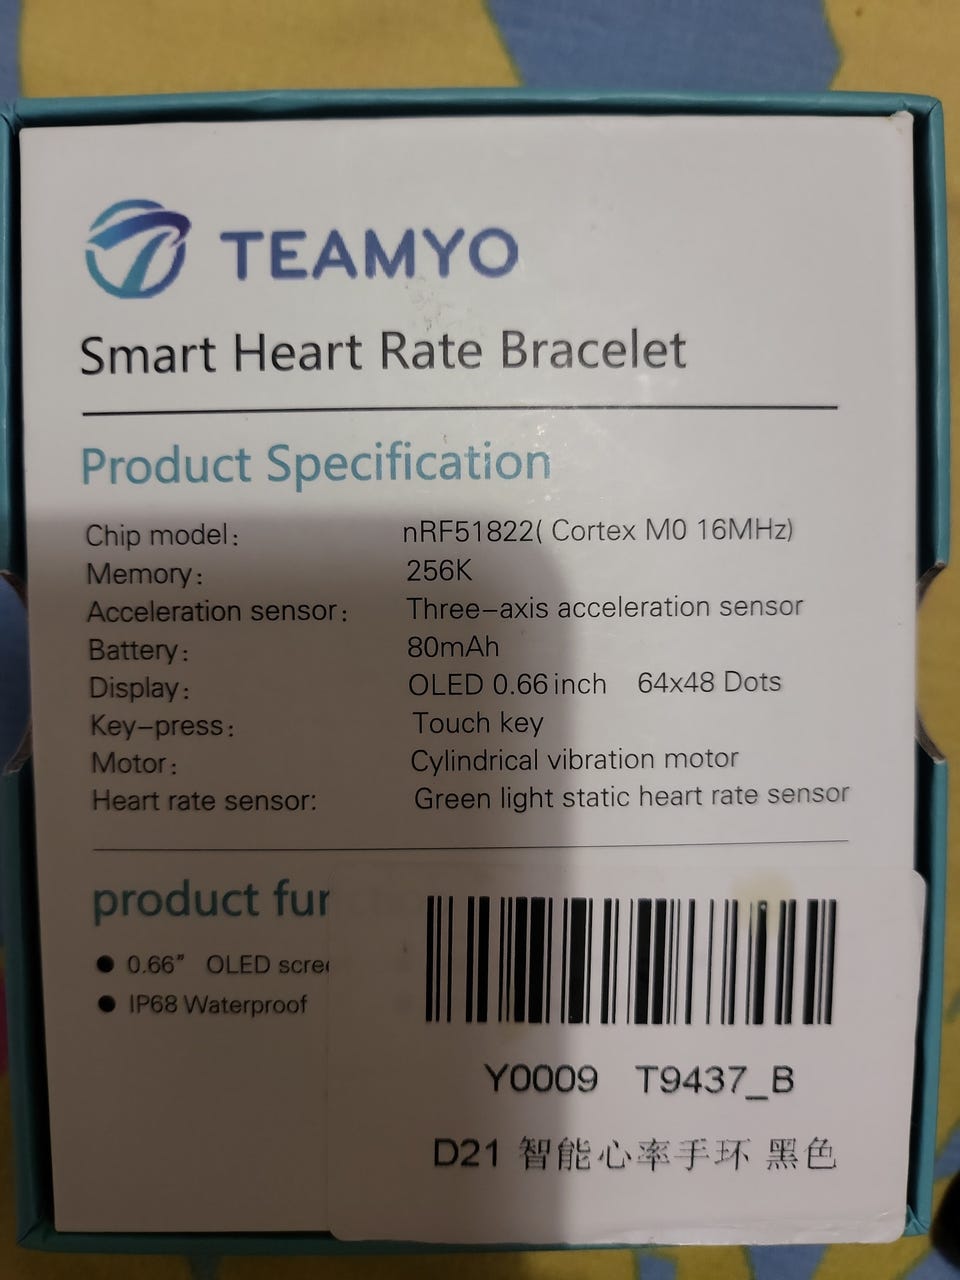 TEAMYO
Smart Heart Rate Bracelet
Product Specification
Chip model: nRF51822( Cortex M0 16MHz)
Memory: 256K
Acceleration sensor: Three-axis acceleration sensor
Battery: 80mAh
Display: OLED 0.66 inch 64x48 Dots
Key-press: Touch key
Motor: Cylindrical vibration motor
Heart rate sensor: Green light static heart rate sensor
product
0.66” OLED
IP68 Waterproof
Y0009 T9437_B
D21 智能心率手环 黑色